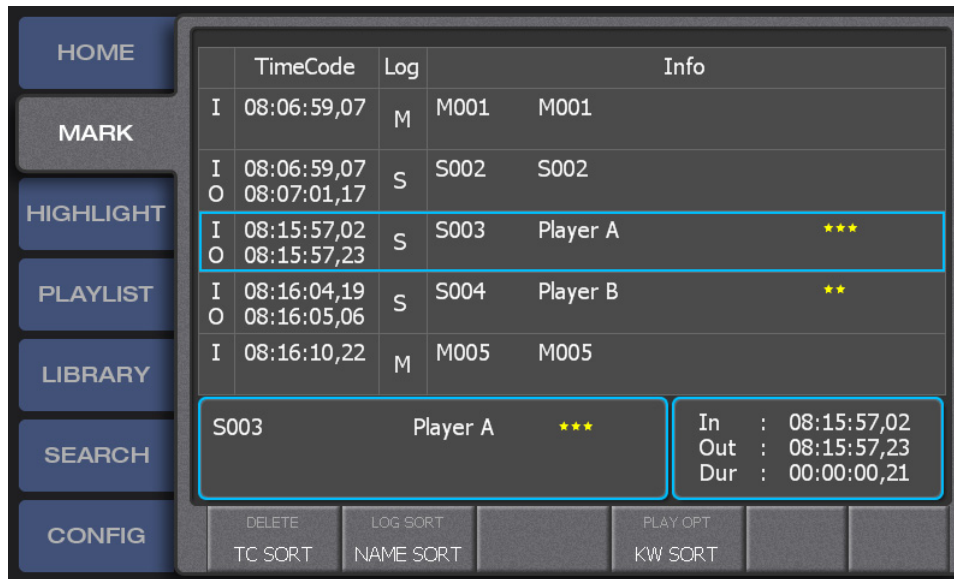 HOME
MARK
HIGHLIGHT
PLAYLIST
LIBRARY
SEARCH
CONFIG
TimeCode Log Info
I 08:06:59,07 M M001 M001
I 08:06:59,07 S S002 S002
O 08:07:01,17
I 08:15:57,02 S S003 Player A ★★★
O 08:15:57,23
I 08:16:04,19 S S004 Player B ★★
O 08:16:05,06
I 08:16:10,22 M M005 M005
S003 Player A ★★★
In : 08:15:57,02
Out : 08:15:57,23
Dur : 00:00:00,21
DELETE LOG SORT PLAY OPT
TC SORT NAME SORT KW SORT